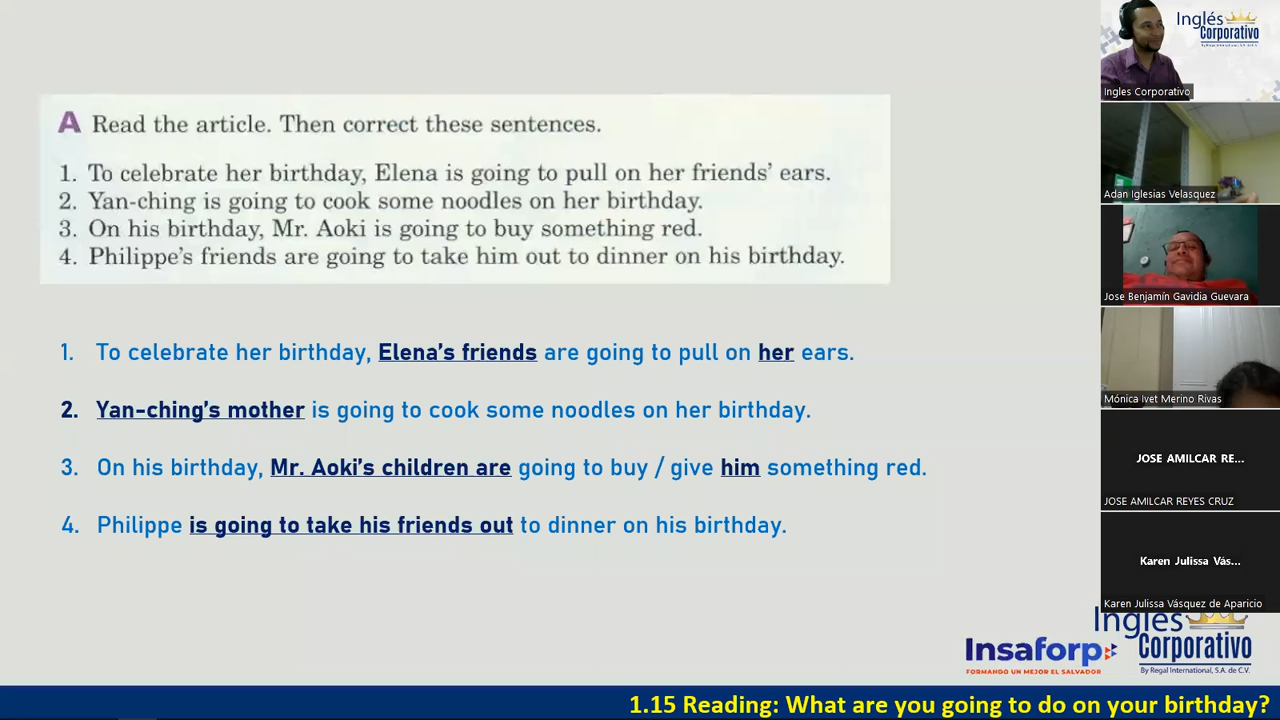 A Read the article. Then correct these sentences.
1. To celebrate her birthday, Elena is going to pull on her friends' ears.
2. Yan-ching is going to cook some noodles on her birthday.
3. On his birthday, Mr. Aoki is going to buy something red.
4. Philippe's friends are going to take him out to dinner on his birthday.
1. To celebrate her birthday, Elena's friends are going to pull on her ears.
2. Yan-ching's mother is going to cook some noodles on her birthday.
3. On his birthday, Mr. Aoki's children are going to buy / give him something red.
4. Philippe is going to take his friends out to dinner on his birthday.
Inglés
Corporativo
By Regal International, S.A. de C.V.
Ingles Corporativo
Adan Iglesias Velasquez
Jose Benjamín Gavidia Guevara
Mónica Ivet Merino Rivas
JOSE AMILCAR RE...
JOSE AMILCAR REYES CRUZ
Karen Julissa Vás...
Karen Julissa Vásquez de Aparicio
Insaforp
FORMANDO UN MEJOR EL SALVADOR
Inglés
Corporativo
By Regal International, S.A. de C.V.
1.15 Reading: What are you going to do on your birthday?